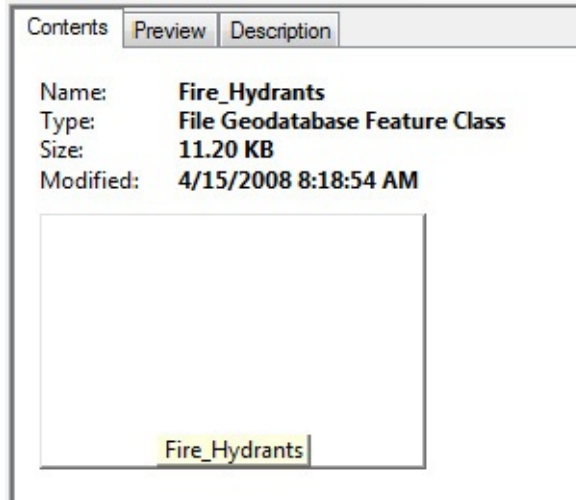 Contents Preview Description
Name: Fire_Hydrants
Type: File Geodatabase Feature Class
Size: 11.20 KB
Modified: 4/15/2008 8:18:54 AM
Fire_Hydrants